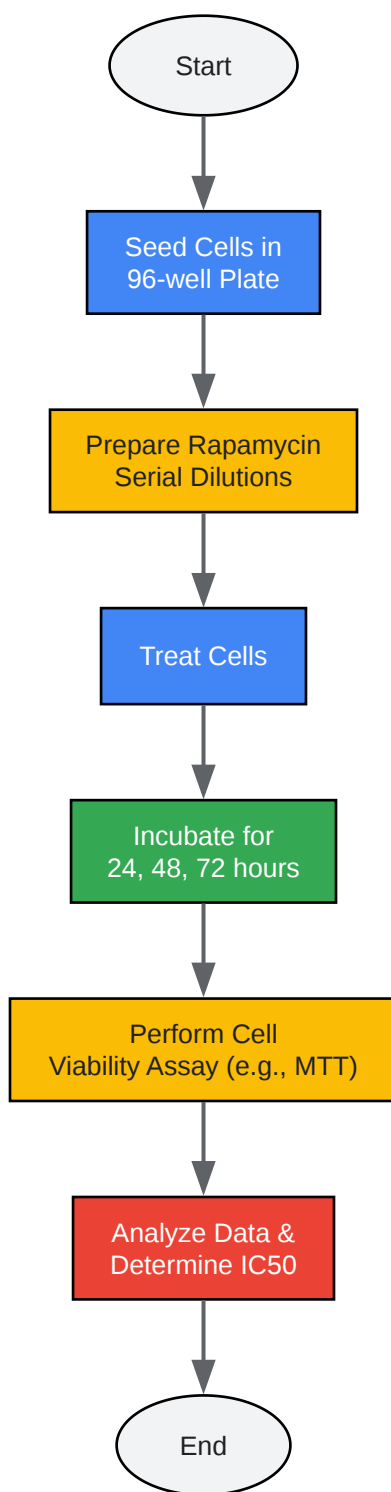 Start
Seed Cells in
96-well Plate
Prepare Rapamycin
Serial Dilutions
Treat Cells
Incubate for
24, 48, 72 hours
Perform Cell
Viability Assay (e.g., MTT)
Analyze Data &
Determine IC50
End